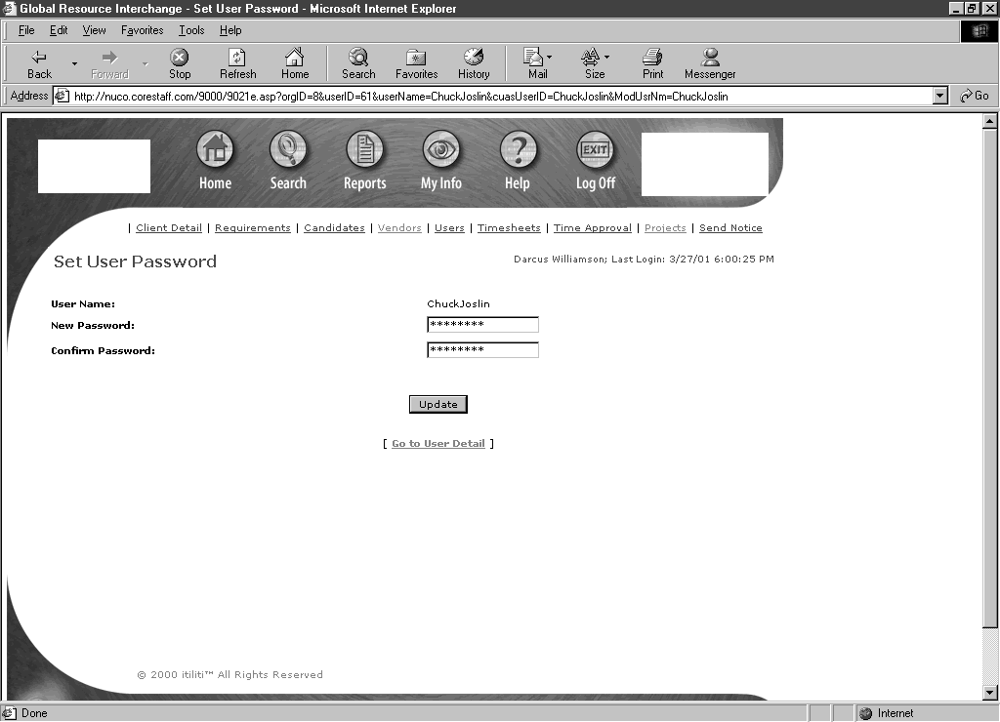 Global Resource Interchange - Set User Password - Microsoft Internet Explorer
File Edit View Favorites Tools Help
Back Forward Stop Refresh Home Search Favorites History Mail Size Print Messenger
Address http://nuco.corestaff.com/9000/9021e.asp?orgID=8&userID=61&userName=ChuckJoslin&cuasUserID=ChuckJoslin&ModUsrNm=ChuckJoslin Go
EXIT
Home Search Reports My Info Help Log Off
| Client Detail | Requirements | Candidates | Vendors | Users | Timesheets | Time Approval | Projects | Send Notice
Set User Password Darcus Williamson; Last Login: 3/27/01 6:00:25 PM
User Name: ChuckJoslin
New Password: ********
Confirm Password: ********
Update
[ Go to User Detail ]
© 2000 itiliti™ All Rights Reserved
Done Internet